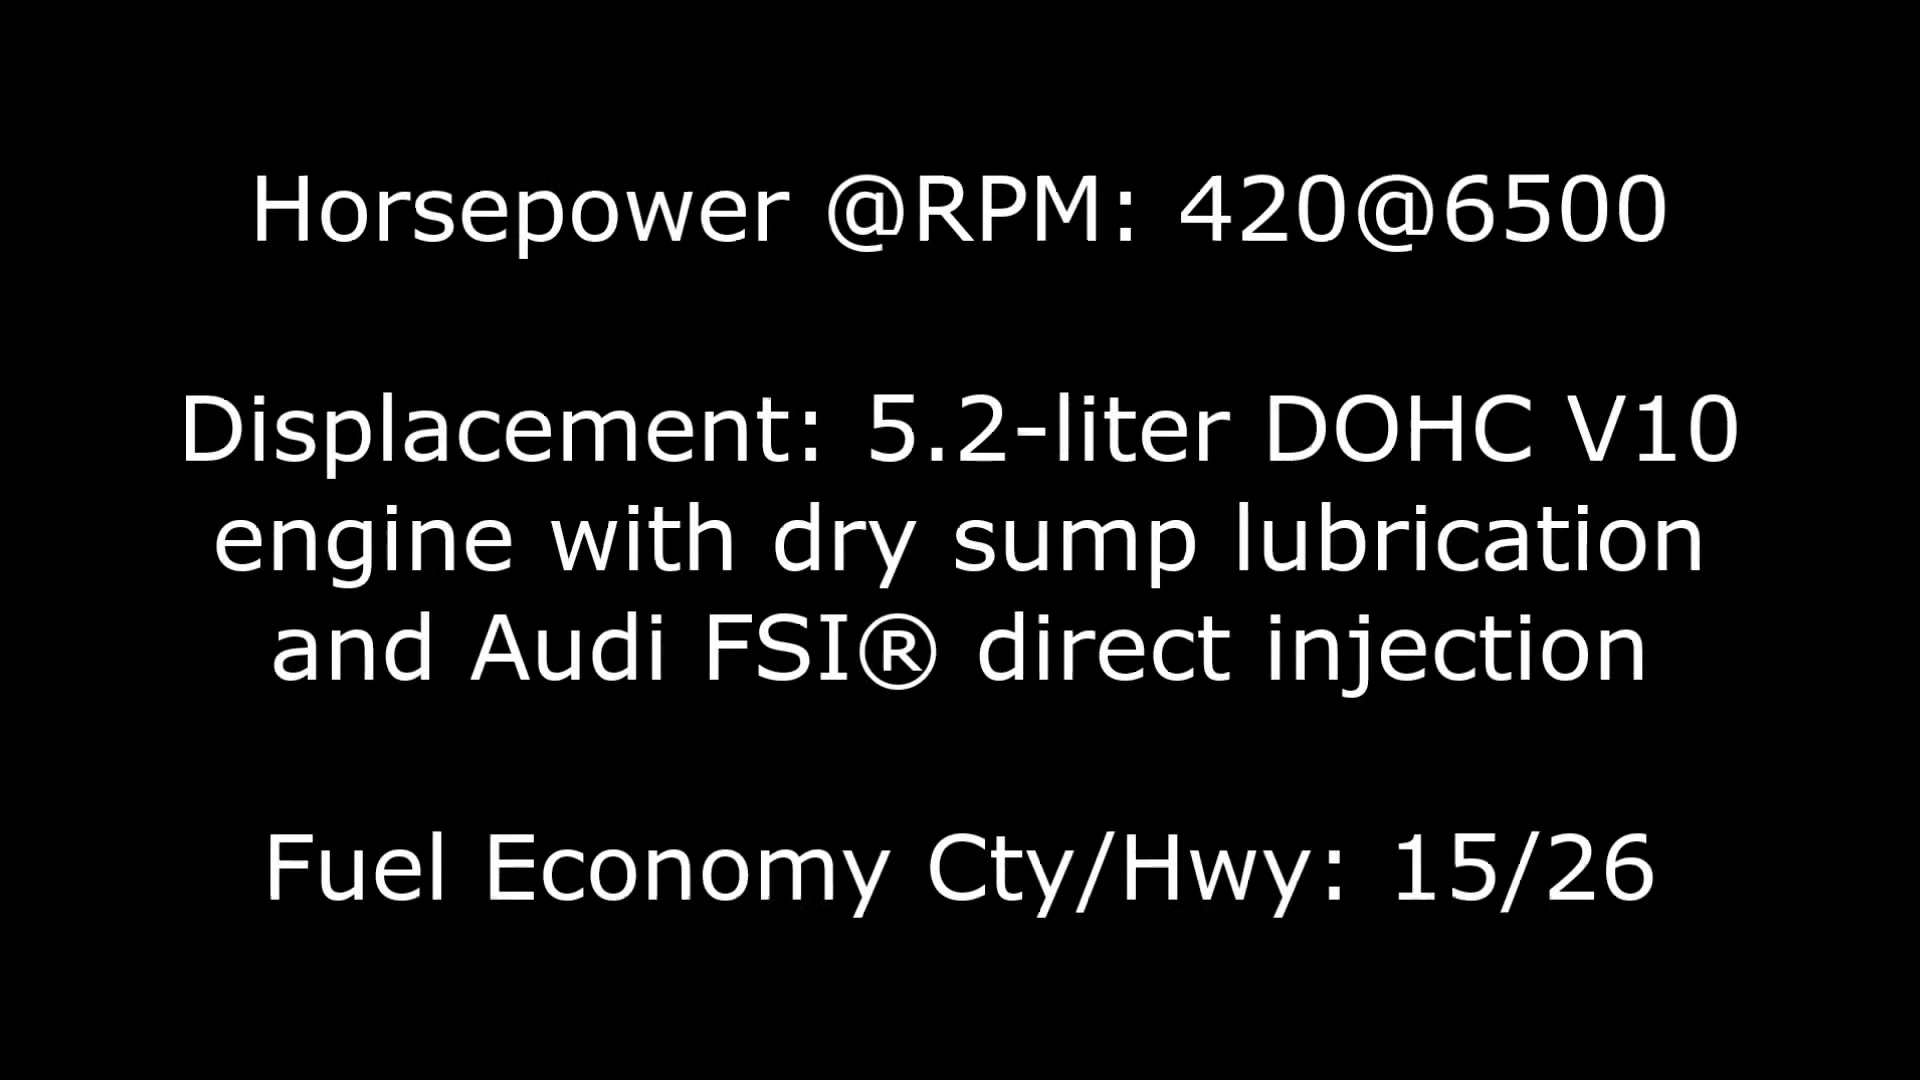 Horsepower @RPM: 420@6500
Displacement: 5.2-liter DOHC V10
engine with dry sump lubrication
and Audi FSI® direct injection
Fuel Economy Cty/Hwy: 15/26